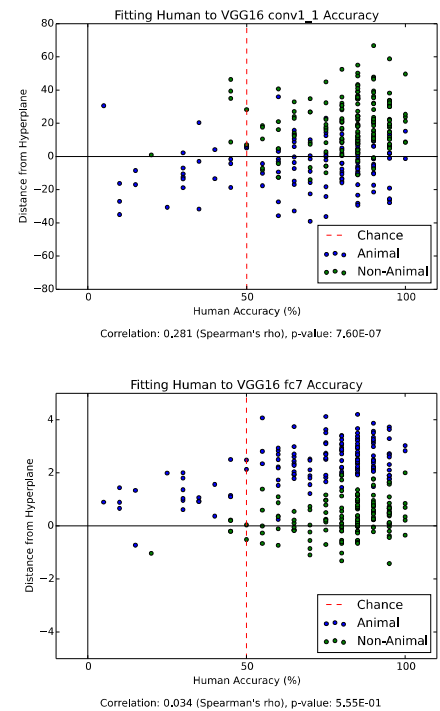 Fitting Human to VGG16 conv1_1 Accuracy
80
60
40
20
0
−20
−40
−60
−80
Distance from Hyperplane
Chance
Animal
Non-Animal
0
50
100
Human Accuracy (%)
Correlation: 0.281 (Spearman's rho), p-value: 7.60E-07
Fitting Human to VGG16 fc7 Accuracy
4
2
0
−2
−4
Distance from Hyperplane
Chance
Animal
Non-Animal
0
50
100
Human Accuracy (%)
Correlation: 0.034 (Spearman's rho), p-value: 5.55E-01